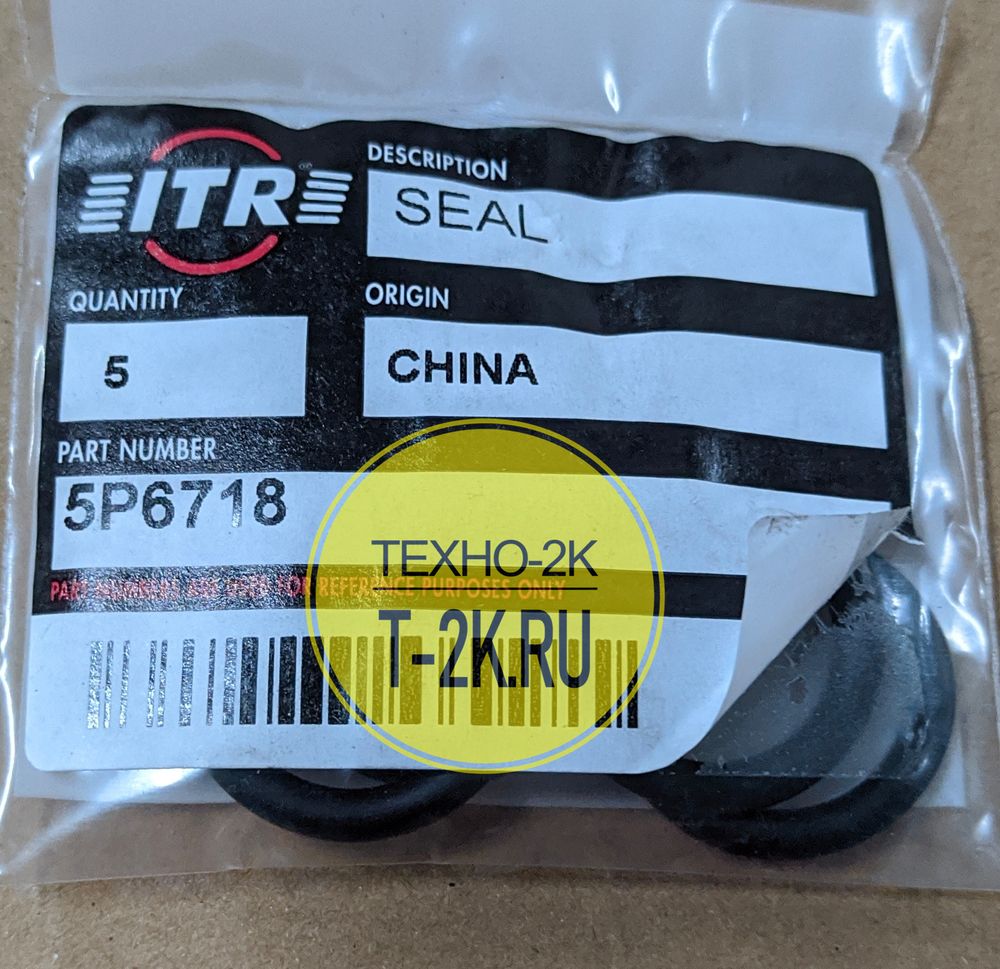 ITR
DESCRIPTION
SEAL
QUANTITY
ORIGIN
5
CHINA
PART NUMBER
5P6718
PART NUMBERS ARE USED FOR REFERENCE PURPOSES ONLY
ТЕХНО-2К
T-2K.RU